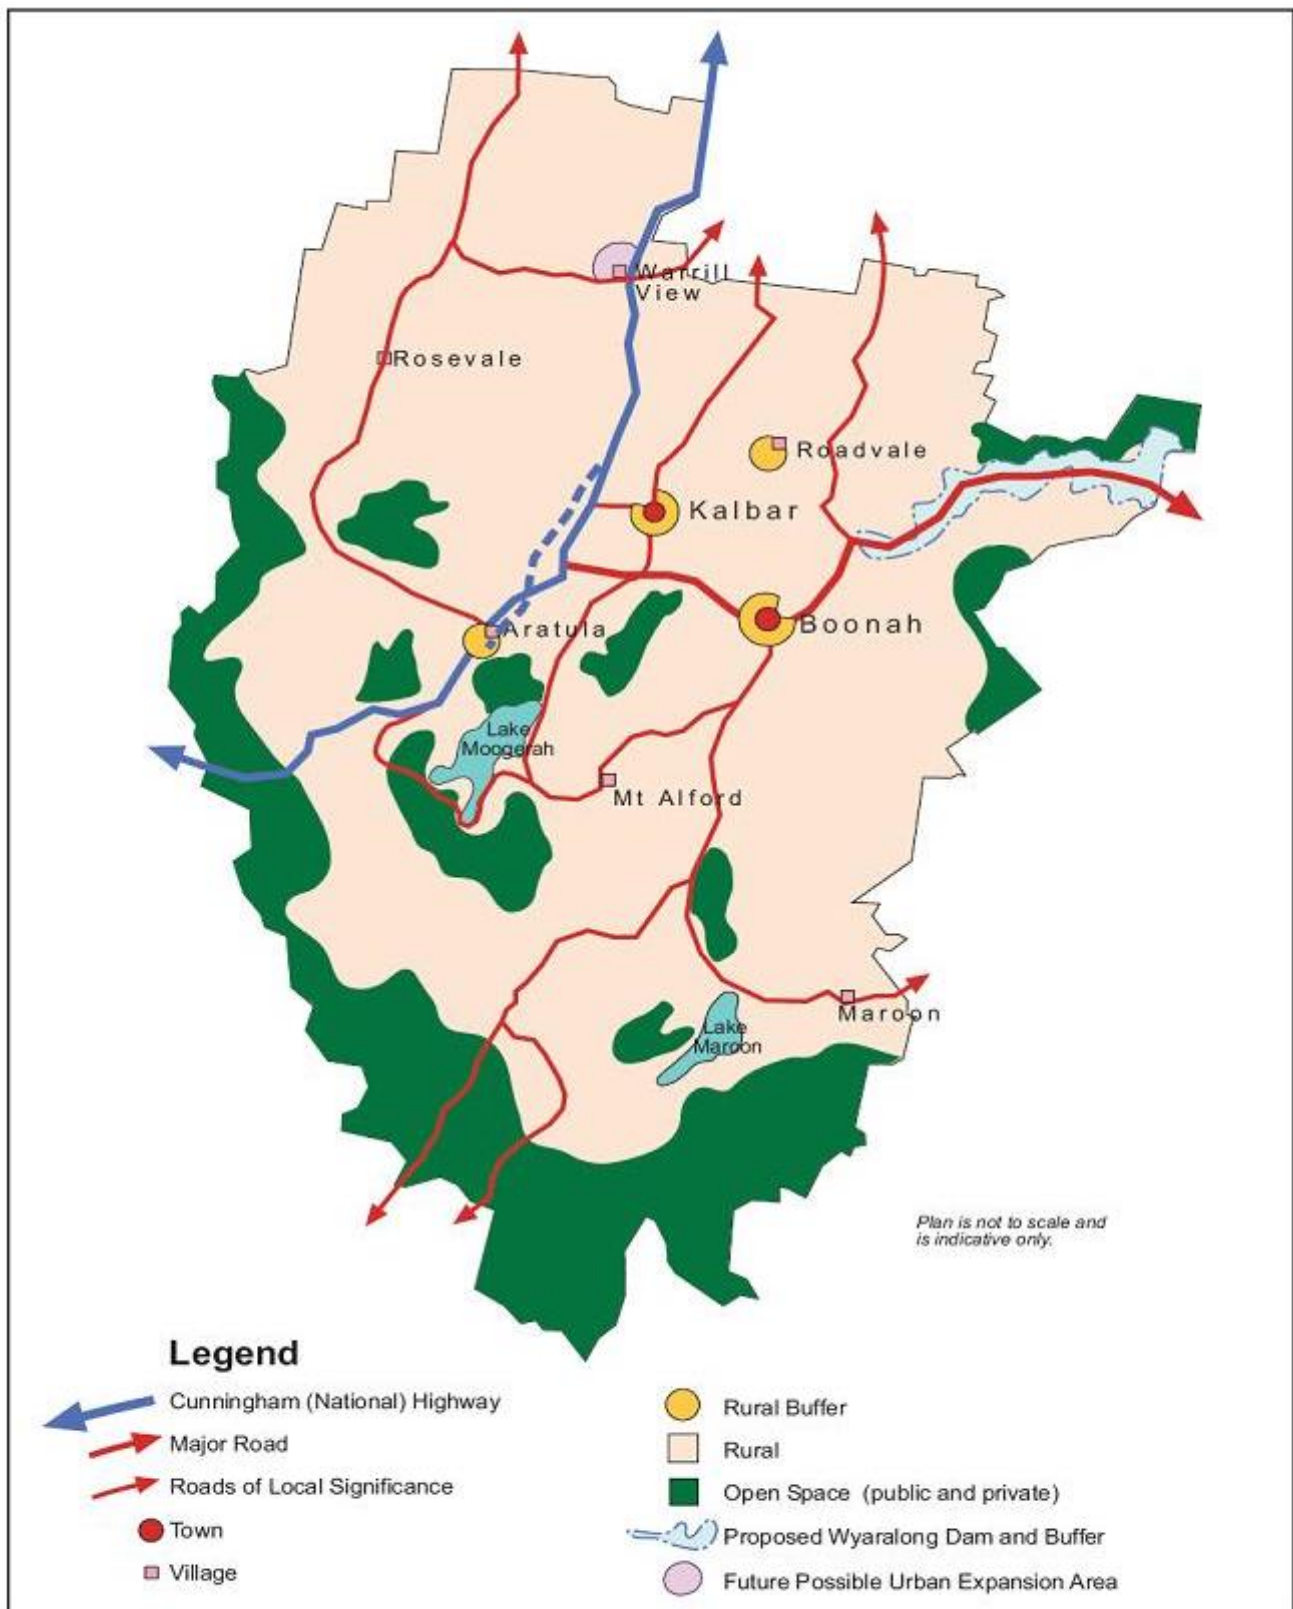 Warrill
View
Rosevale
Roadvale
Kalbar
Aratula
Boonah
Lake
Moogerah
Mt Alford
Maroon
Lake
Maroon
Plan is not to scale and
is indicative only.
Legend
Cunningham (National) Highway
Major Road
Roads of Local Significance
Town
Village
Rural Buffer
Rural
Open Space (public and private)
Proposed Wyaralong Dam and Buffer
Future Possible Urban Expansion Area